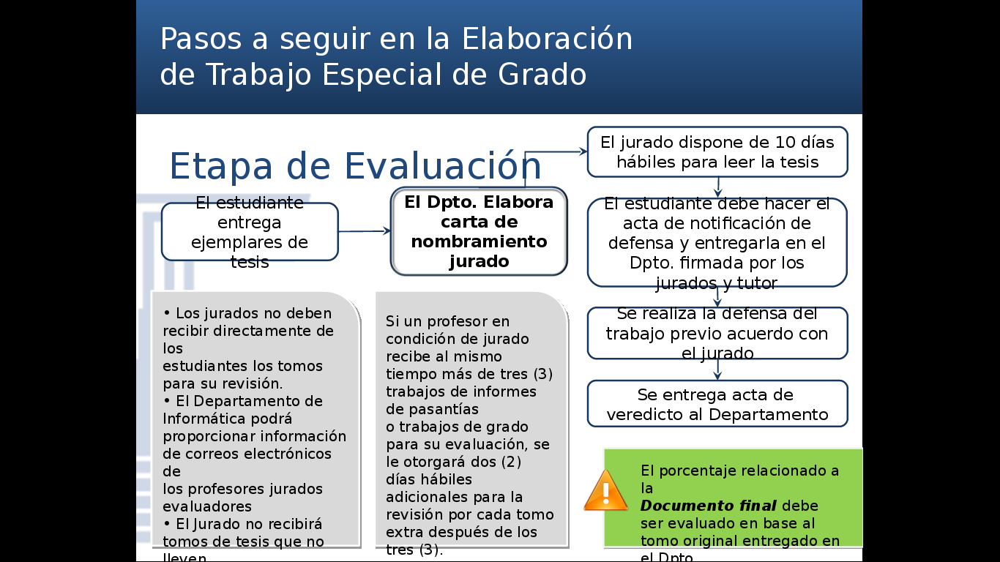 Pasos a seguir en la Elaboración
de Trabajo Especial de Grado
Etapa de Evaluación
El estudiante
entrega
ejemplares de
tesis
El Dpto. Elabora
carta de
nombramiento
jurado
El jurado dispone de 10 días
hábiles para leer la tesis
El estudiante debe hacer el
acta de notificación de
defensa y entregarla en el
Dpto. firmada por los
jurados y tutor
Se realiza la defensa del
trabajo previo acuerdo con
el jurado
Se entrega acta de
veredicto al Departamento
• Los jurados no deben
recibir directamente de
los
estudiantes los tomos
para su revisión.
• El Departamento de
Informática podrá
proporcionar información
de correos electrónicos
de
los profesores jurados
evaluadores
• El Jurado no recibirá
tomos de tesis que no
lleven
Si un profesor en
condición de jurado
recibe al mismo
tiempo más de tres (3)
trabajos de informes
de pasantías
o trabajos de grado
para su evaluación, se
le otorgará dos (2)
días hábiles
adicionales para la
revisión por cada tomo
extra después de los
tres (3).
El porcentaje relacionado a
la
Documento final debe
ser evaluado en base al
tomo original entregado en
el Dpto